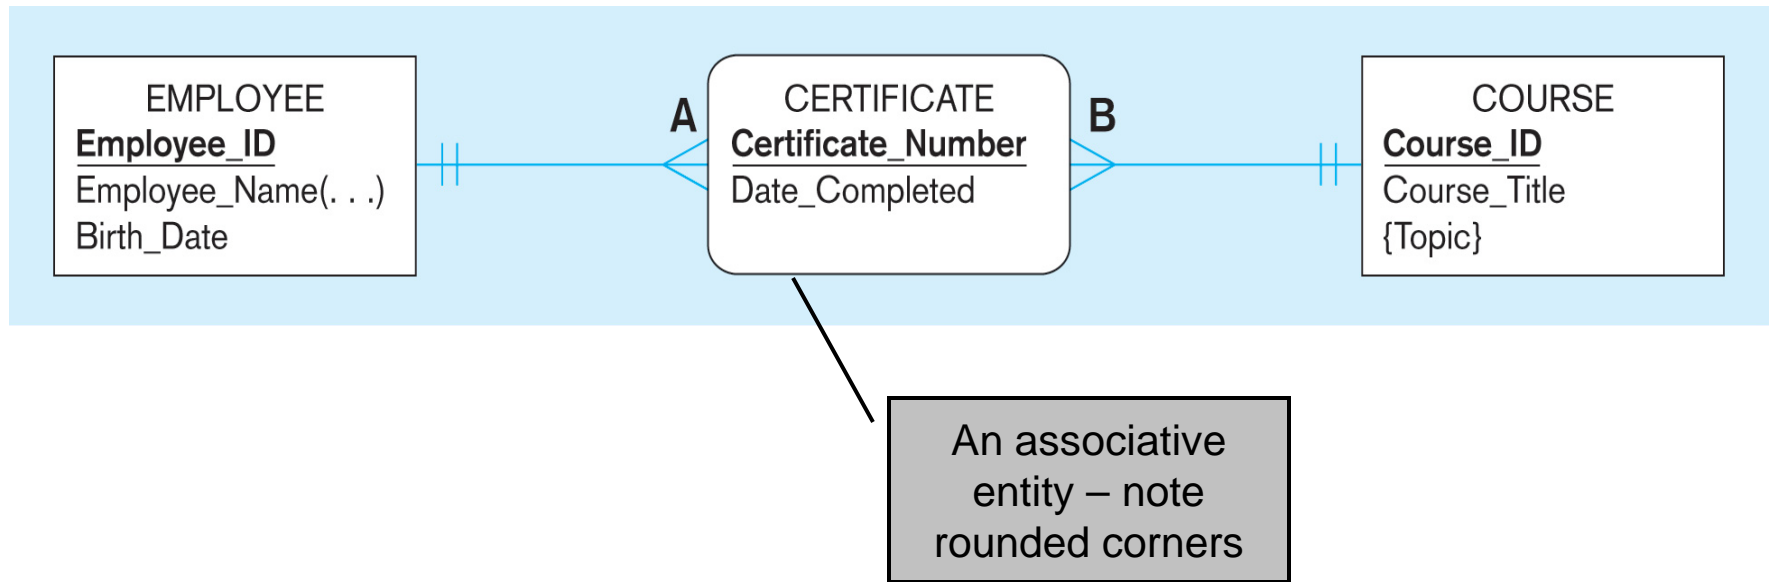 EMPLOYEE
Employee_ID
Employee_Name(. . .)
Birth_Date
A
CERTIFICATE
Certificate_Number
Date_Completed
B
COURSE
Course_ID
Course_Title
{Topic}
An associative
entity – note
rounded corners